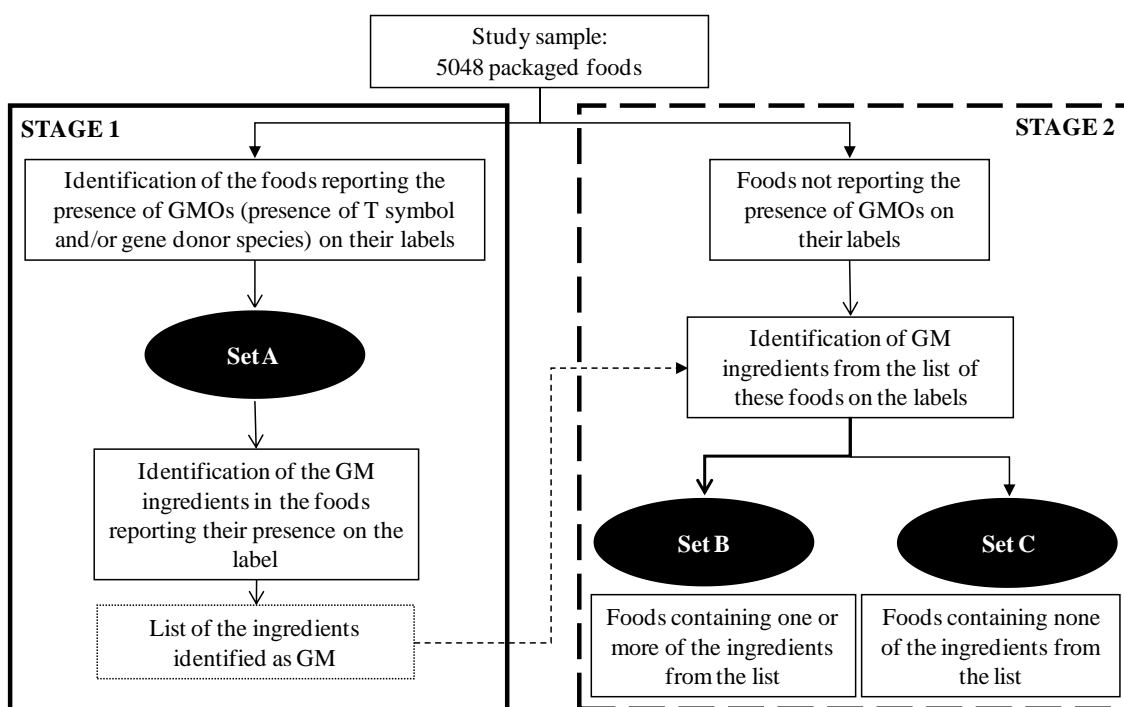 Study sample:
5048 packaged foods
STAGE 1
Identification of the foods reporting the
presence of GMOs (presence of T symbol
and/or gene donor species) on their labels
Set A
Identification of the GM
ingredients in the foods
reporting their presence on the
label
List of the ingredients
identified as GM
STAGE 2
Foods not reporting the
presence of GMOs on
their labels
Identification of GM
ingredients from the list of
these foods on the labels
Set B
Foods containing one or
more of the ingredients
from the list
Set C
Foods containing none
of the ingredients from
the list